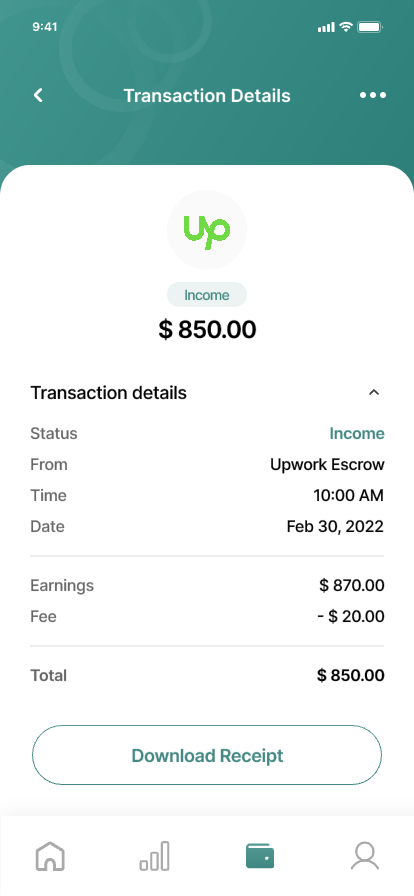 9:41
Transaction Details
up
Income
$ 850.00
Transaction details
Status Income
From Upwork Escrow
Time 10:00 AM
Date Feb 30, 2022
Earnings $ 870.00
Fee - $ 20.00
Total $ 850.00
Download Receipt